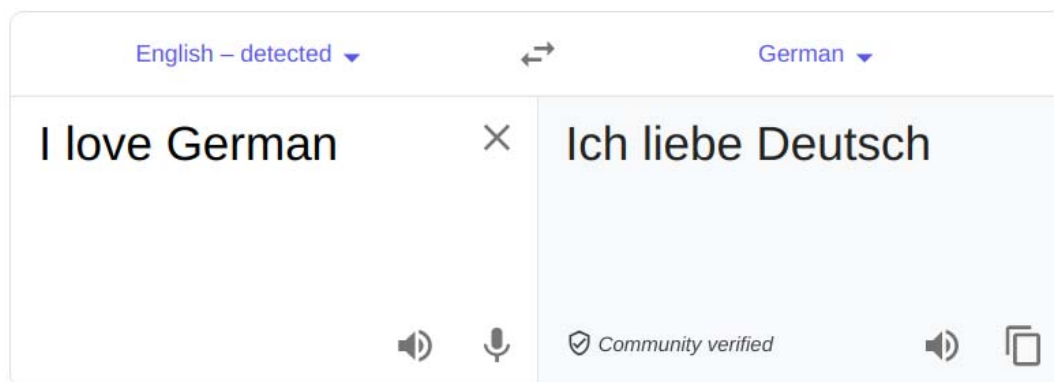 English – detected
German
I love German
Ich liebe Deutsch
Community verified